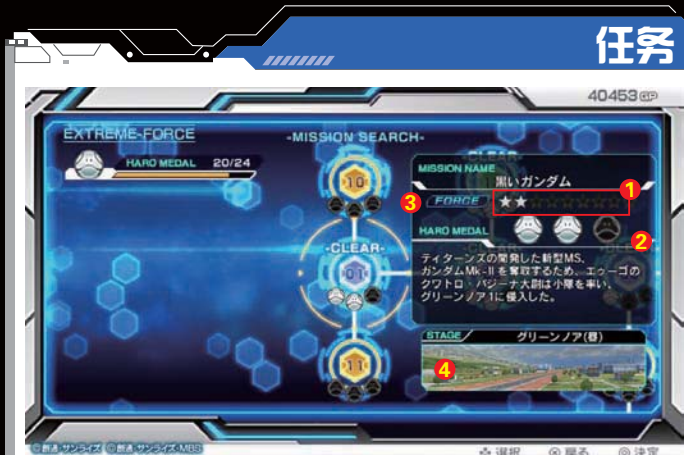 任务
40453 GP
EXTREME-FORCE
HARO MEDAL 20/24
-MISSION SEARCH-
10
-CLEAR-
01
11
MISSION NAME
黒いガンダム
1
3
FORCE
★★☆☆☆☆☆☆
HARO MEDAL
2
ティターンズの開発した新型MS、
ガンダムMk-IIを奪取するため、エゥーゴの
クワトロ・バジーナ大尉は小隊を率い、
グリーンノア1に侵入した。
STAGE
グリーンノア(昼)
4
©創通・サンライズ ©創通・サンライズ・MBS
選択 ⊗戻る ◎決定